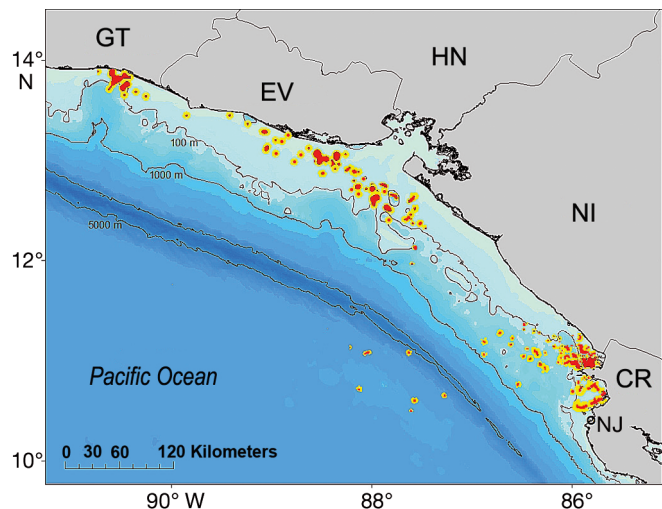 14°
N
GT
HN
EV
100 m
1000 m
5000 m
NI
12°
Pacific Ocean
CR
NJ
0 30 60 120 Kilometers
10°
90° W
88°
86°